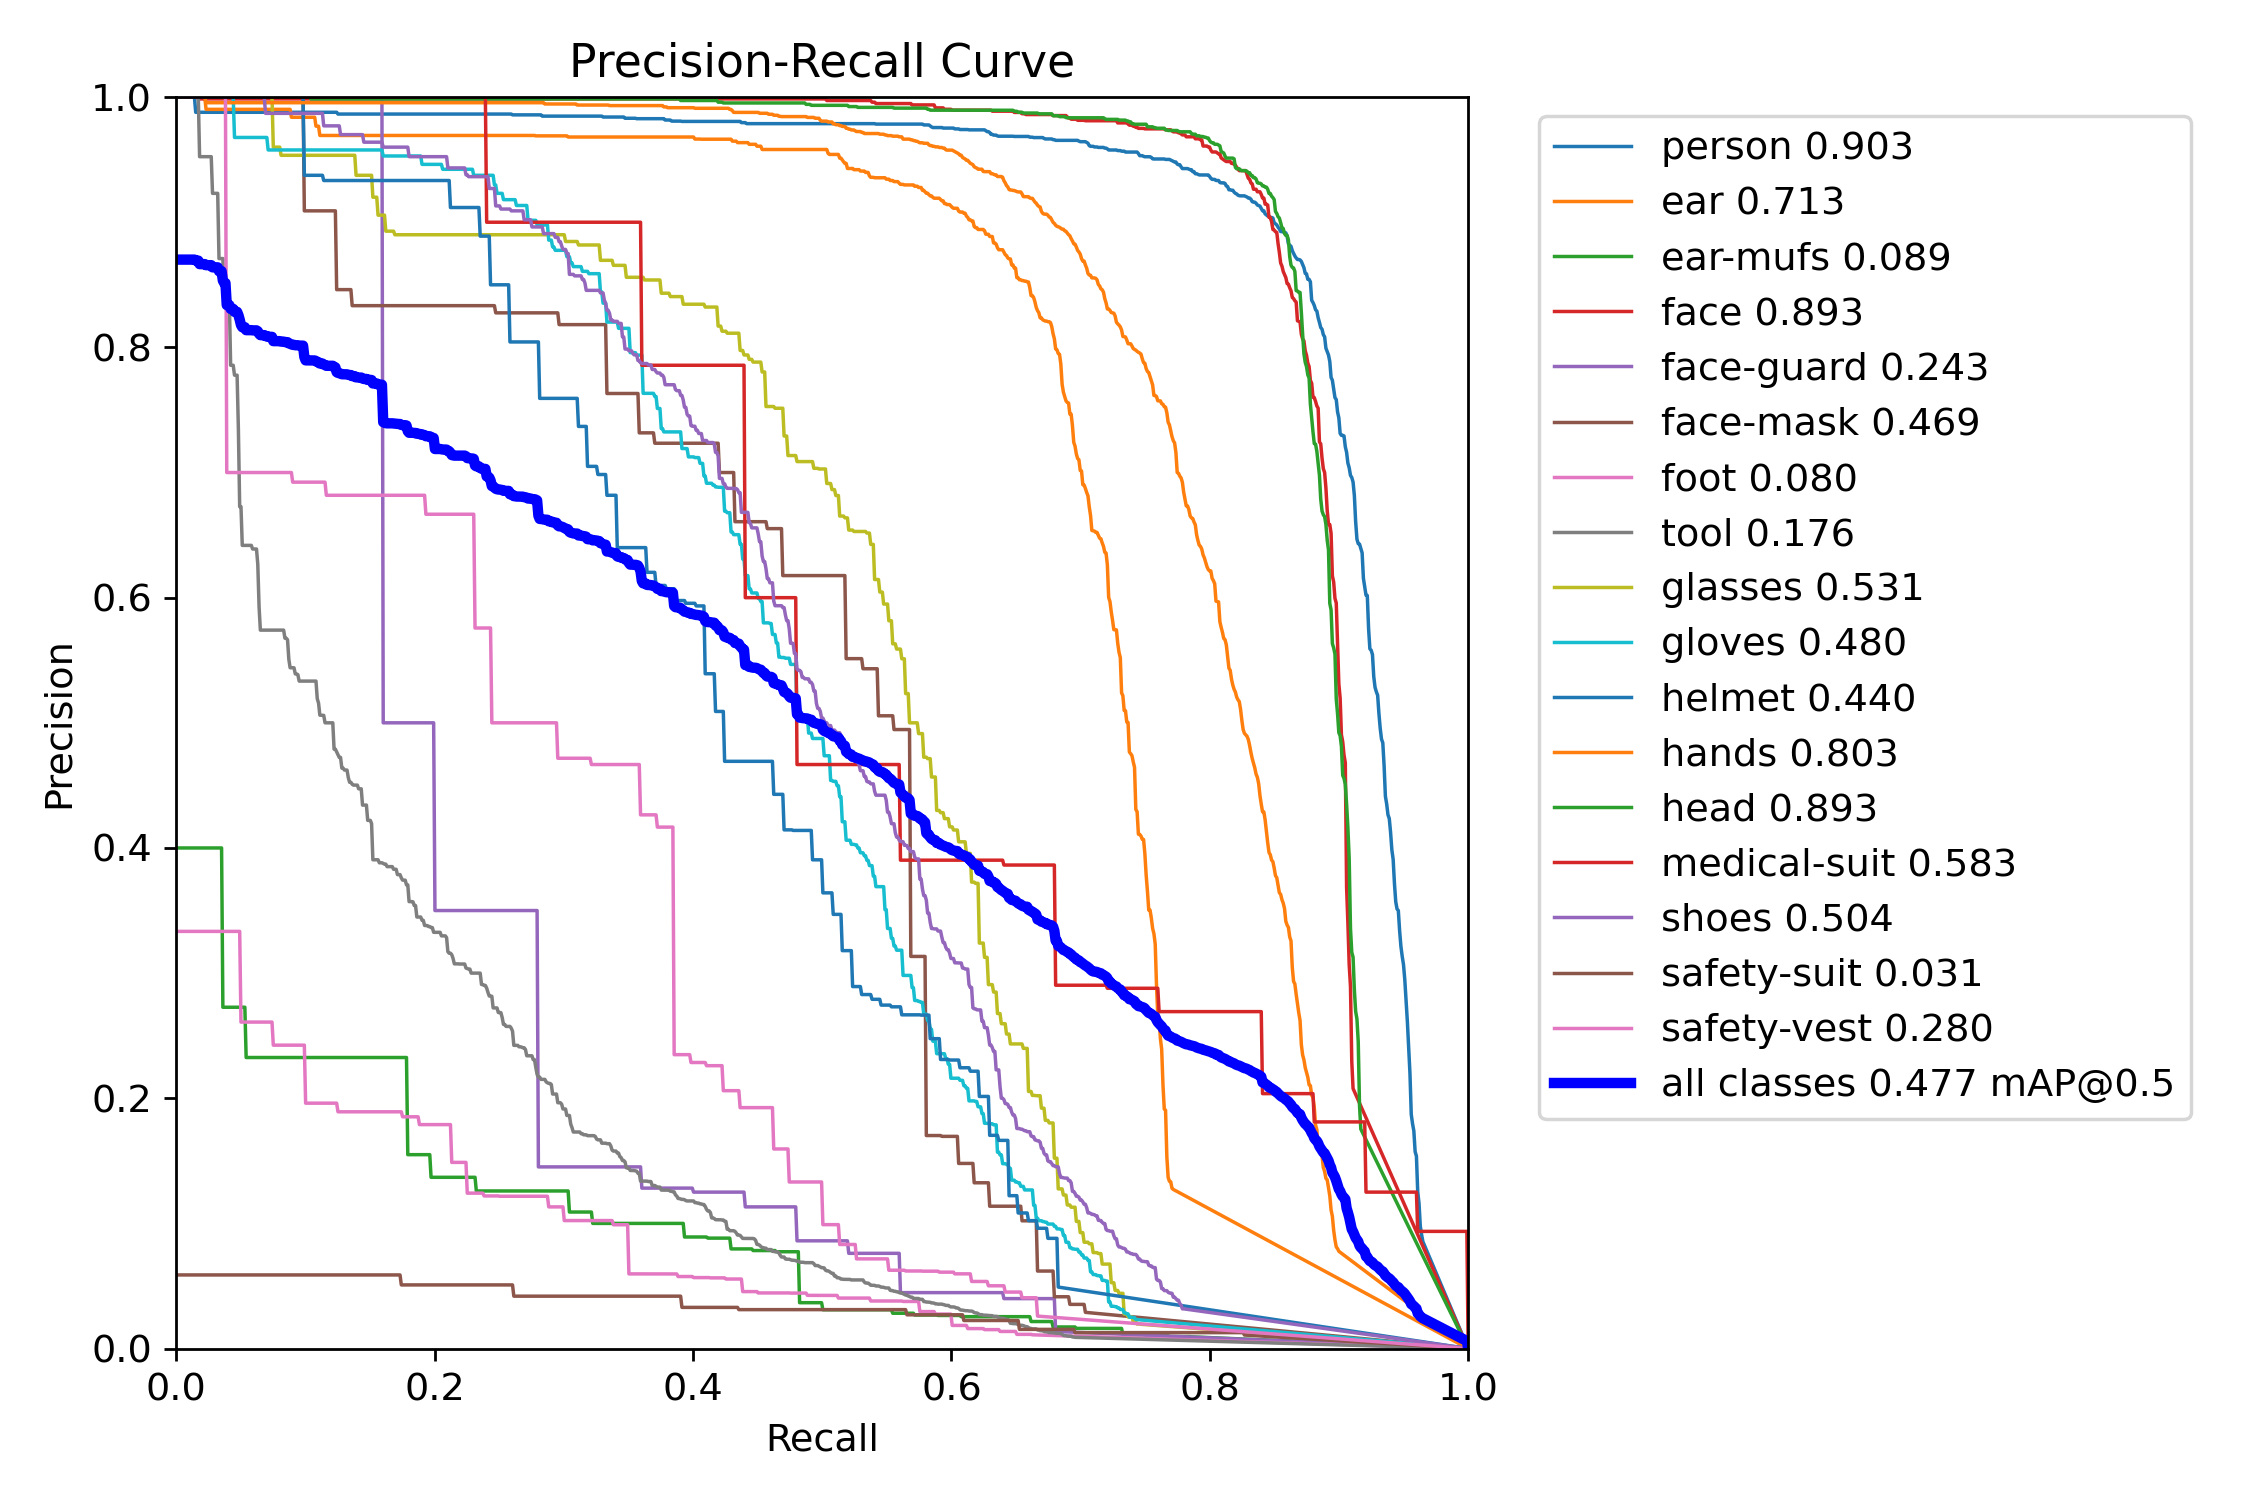 Precision-Recall Curve
1.0
0.8
0.6
0.4
0.2
0.0
Precision
0.0 0.2 0.4 0.6 0.8 1.0
Recall
person 0.903
ear 0.713
ear-mufs 0.089
face 0.893
face-guard 0.243
face-mask 0.469
foot 0.080
tool 0.176
glasses 0.531
gloves 0.480
helmet 0.440
hands 0.803
head 0.893
medical-suit 0.583
shoes 0.504
safety-suit 0.031
safety-vest 0.280
all classes 0.477 mAP@0.5